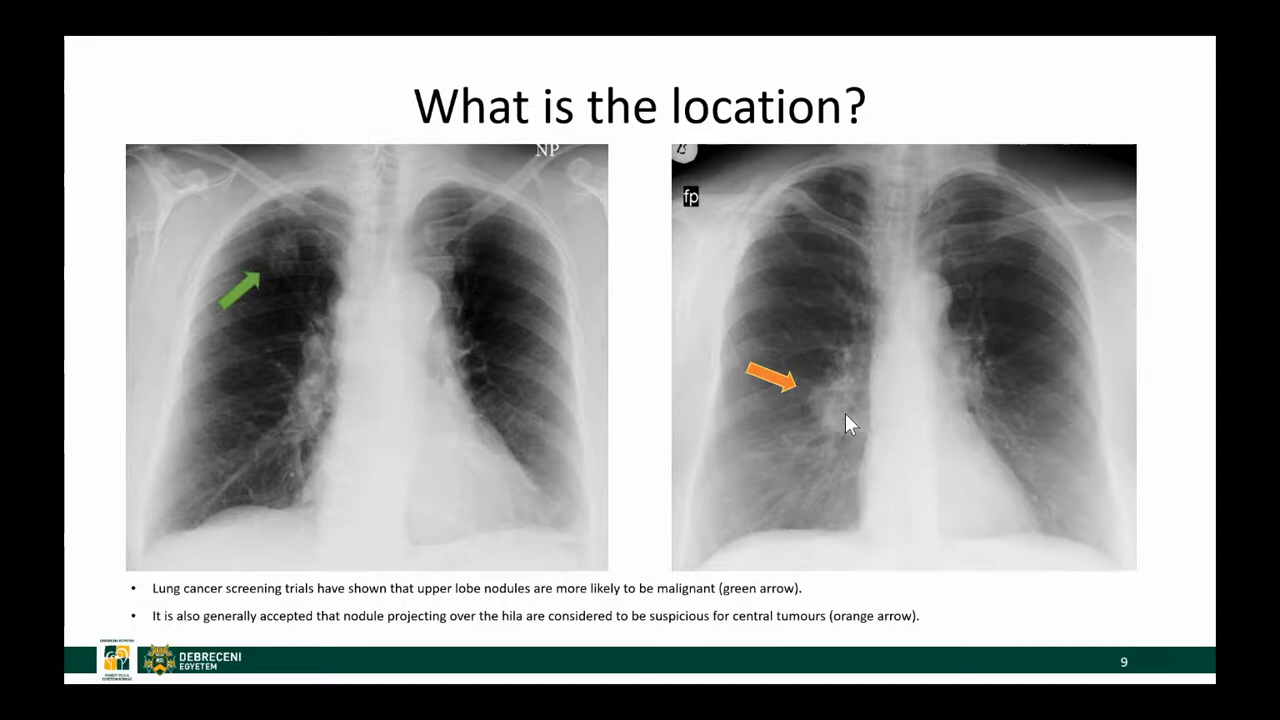 What is the location?
NP
fp
• Lung cancer screening trials have shown that upper lobe nodules are more likely to be malignant (green arrow).
• It is also generally accepted that nodule projecting over the hila are considered to be suspicious for central tumours (orange arrow).
DEBRECENI
EGYETEM
9